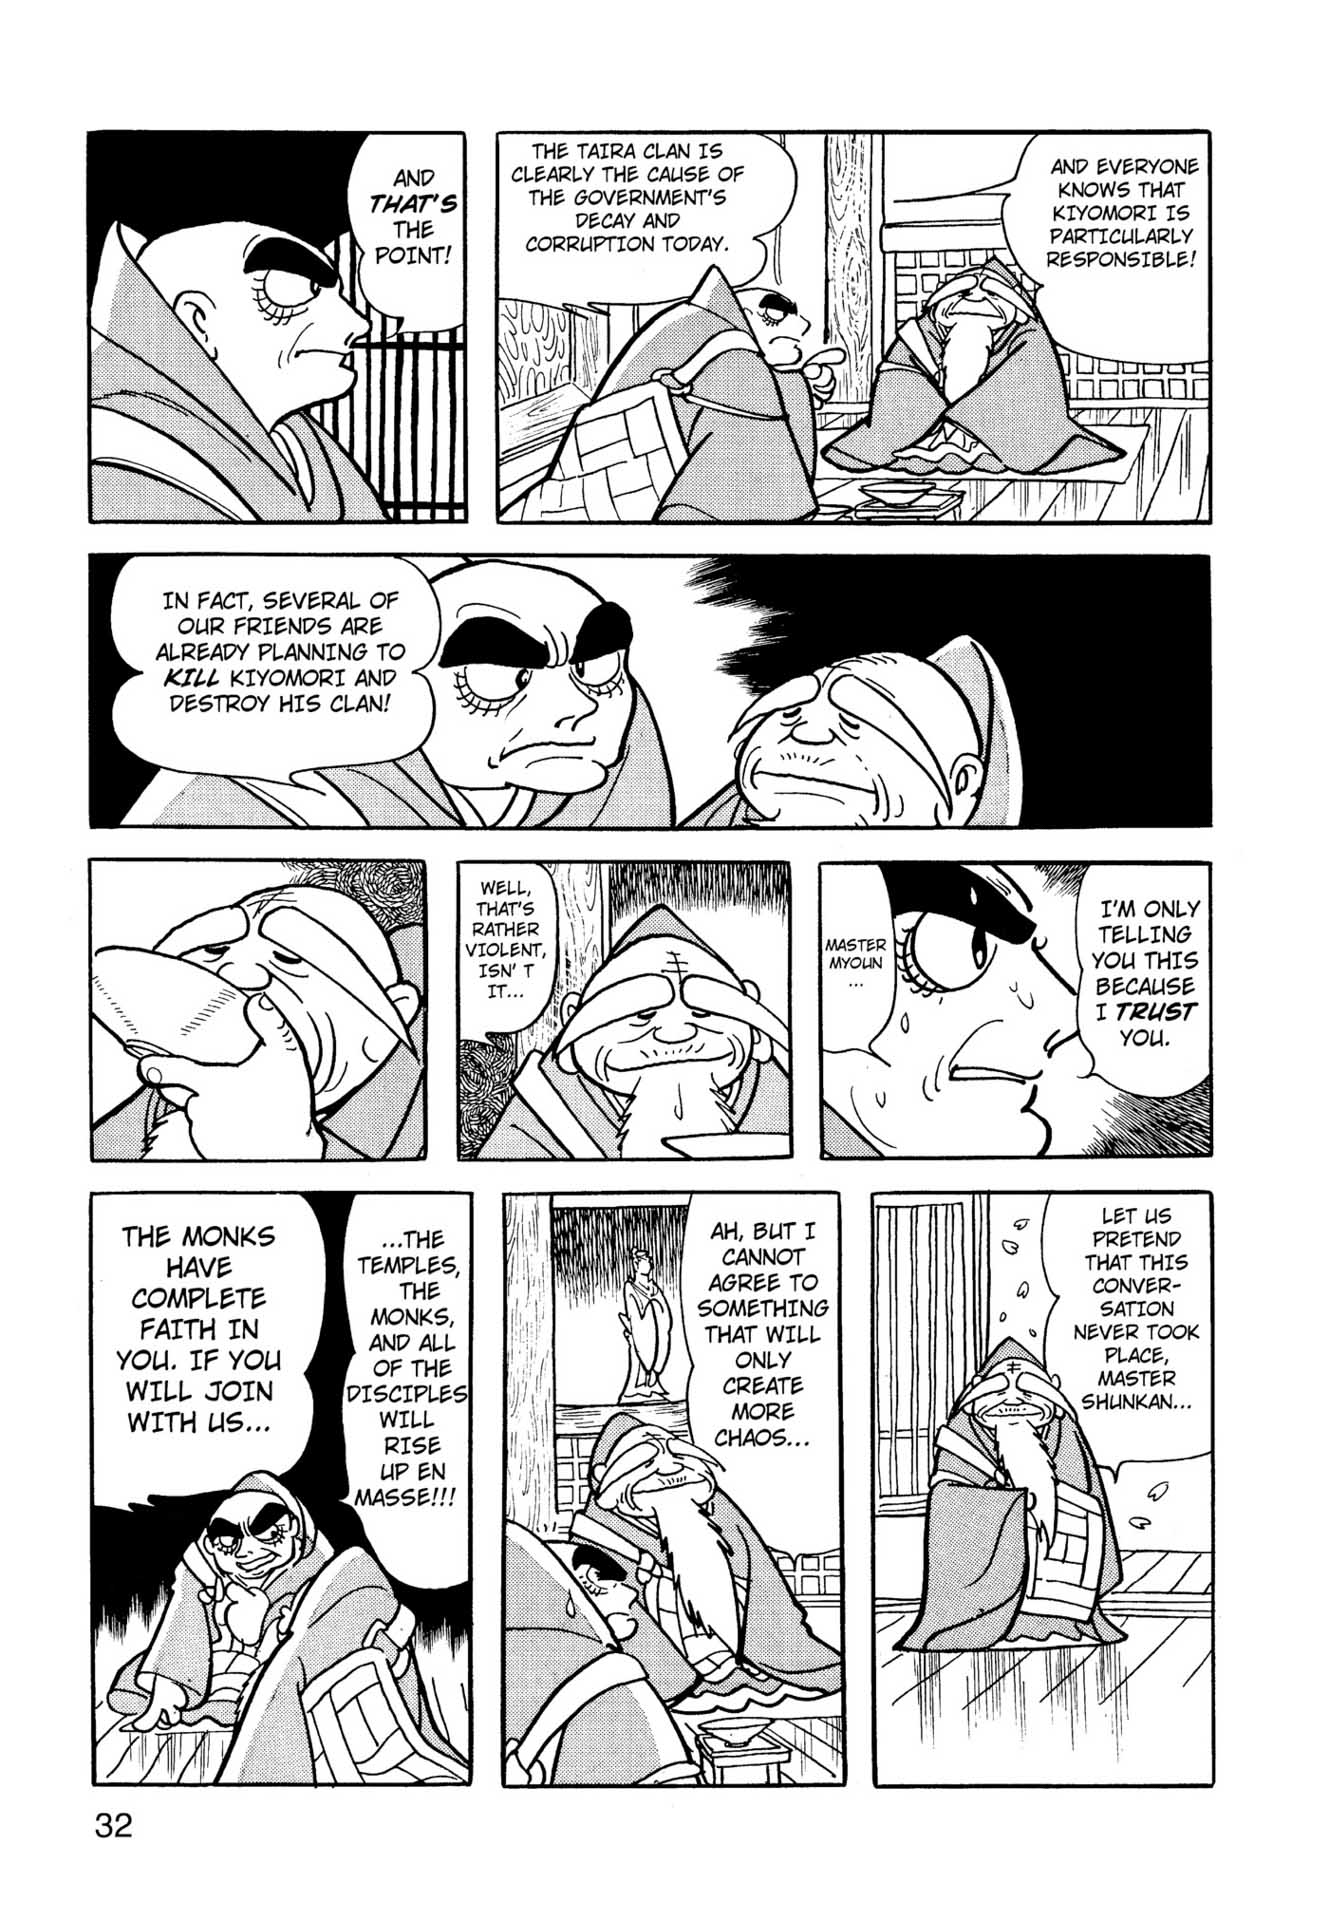 AND
THAT'S
THE
POINT!
THE TAIRA CLAN IS
CLEARLY THE CAUSE OF
THE GOVERNMENT'S
DECAY AND
CORRUPTION TODAY.
AND EVERYONE
KNOWS THAT
KIYOMORI IS
PARTICULARLY
RESPONSIBLE!
IN FACT, SEVERAL OF
OUR FRIENDS ARE
ALREADY PLANNING TO
KILL KIYOMORI AND
DESTROY HIS CLAN!
WELL,
THAT'S
RATHER
VIOLENT,
ISN' T
IT...
MASTER
MYOUN
...
I'M ONLY
TELLING
YOU THIS
BECAUSE
I TRUST
YOU.
THE MONKS
HAVE
COMPLETE
FAITH IN
YOU. IF YOU
WILL JOIN
WITH US...
...THE
TEMPLES,
THE
MONKS,
AND ALL
OF THE
DISCIPLES
WILL
RISE
UP EN
MASSE!!!
AH, BUT I
CANNOT
AGREE TO
SOMETHING
THAT WILL
ONLY
CREATE
MORE
CHAOS...
LET US
PRETEND
THAT THIS
CONVER-
SATION
NEVER TOOK
PLACE,
MASTER
SHUNKAN...
32